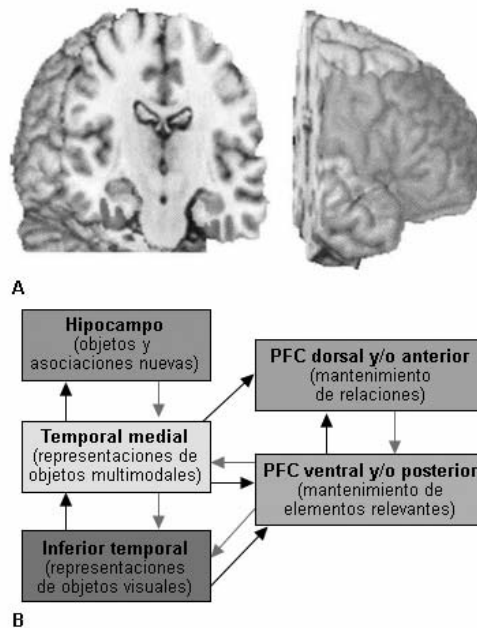 A
Hipocampo
(objetos y
asociaciones nuevas)
PFC dorsal y/o anterior
(mantenimiento
de relaciones)
Temporal medial
(representaciones de
objetos multimodales)
PFC ventral y/o posterior
(mantenimiento de
elementos relevantes)
Inferior temporal
(representaciones
de objetos visuales)
B